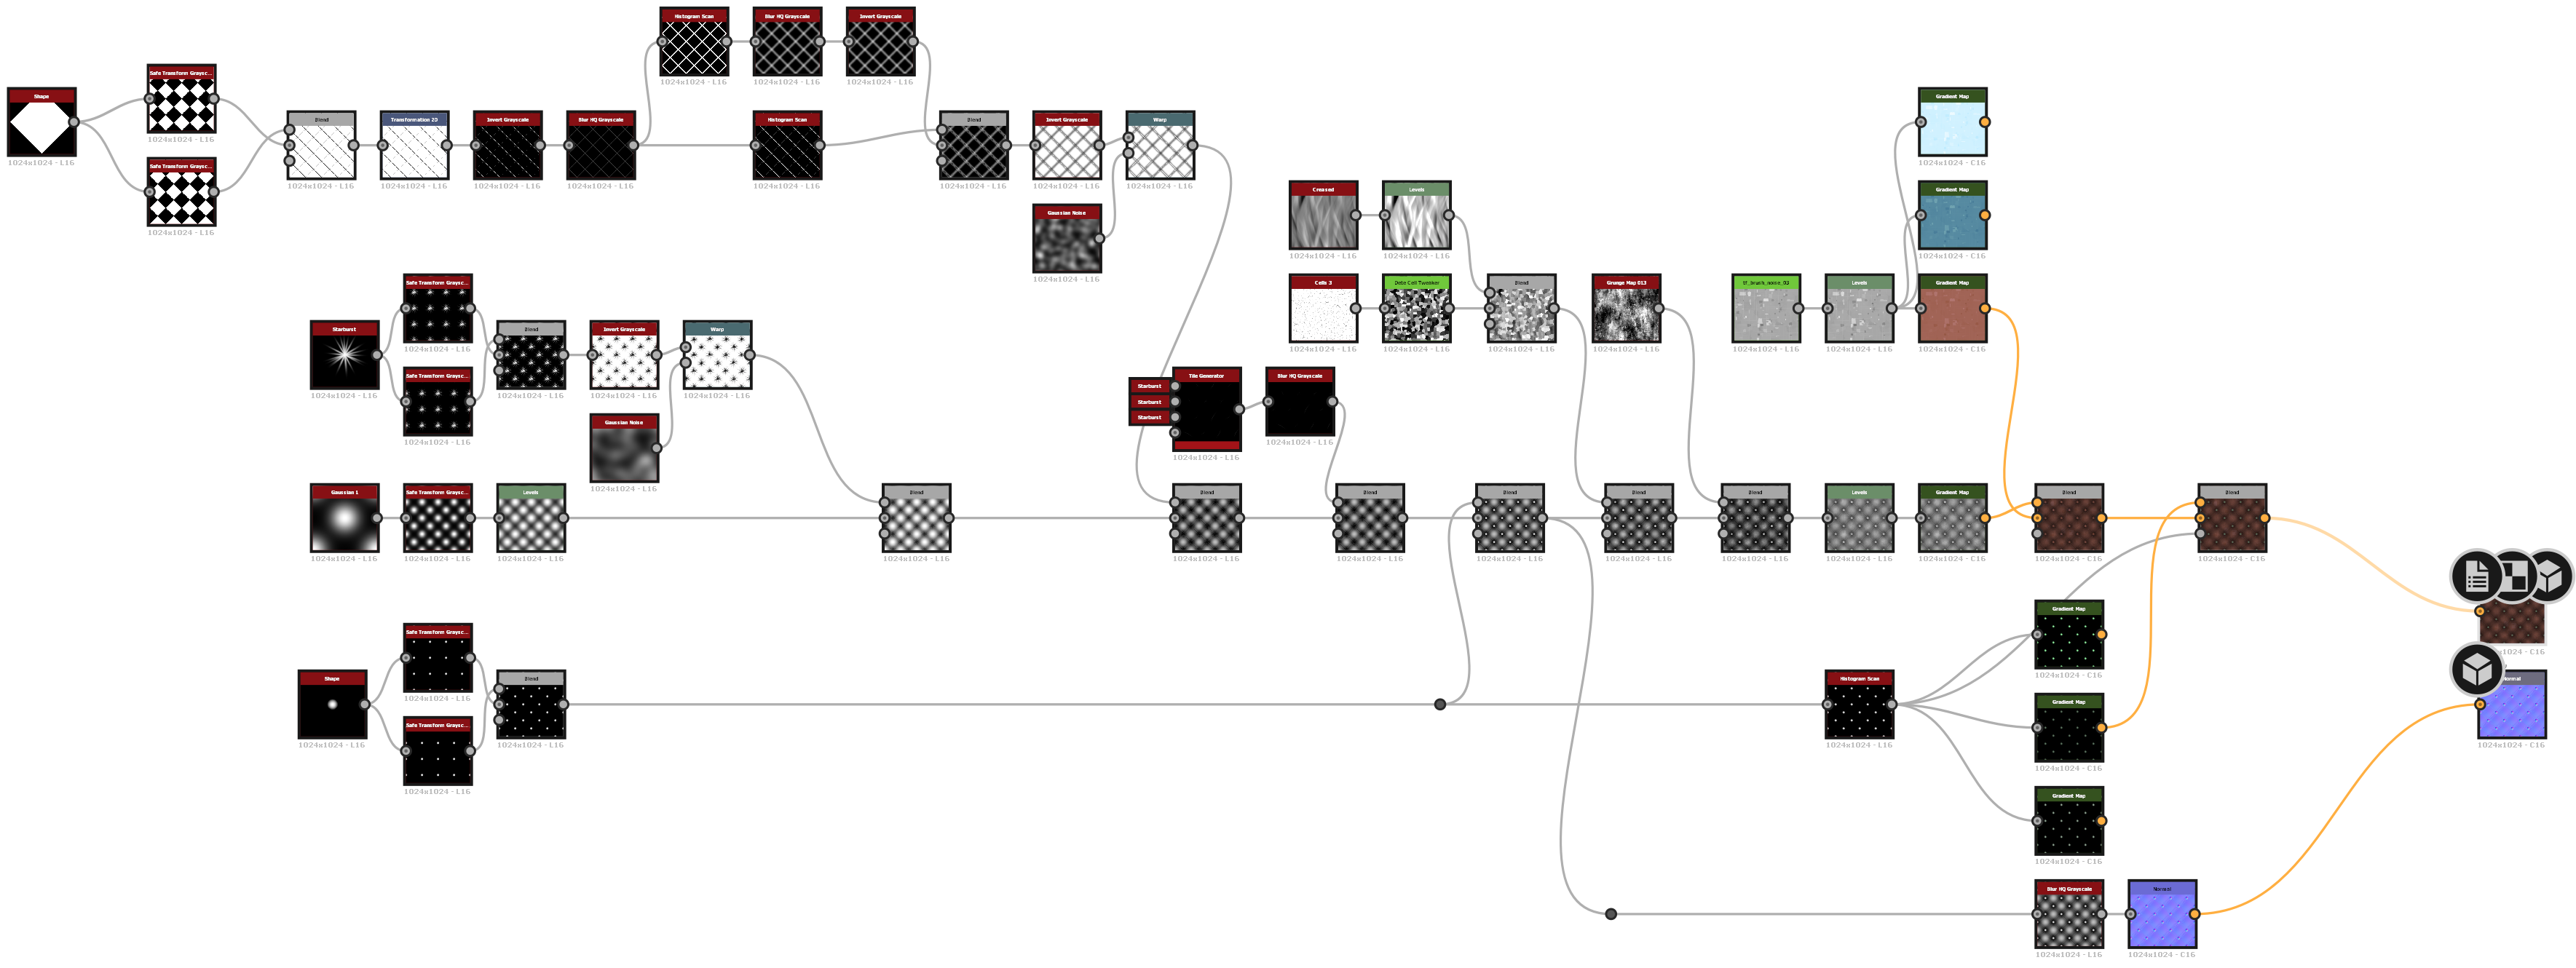 Histogram Scan
1024x1024 - L16
Blur HQ Grayscale
1024x1024 - L16
Invert Grayscale
1024x1024 - L16
Shape
1024x1024 - L16
Safe Transform Graysc...
1024x1024 - L16
Safe Transform Graysc...
1024x1024 - L16
Blend
1024x1024 - L16
Transformation 2D
1024x1024 - L16
Invert Grayscale
1024x1024 - L16
Blur HQ Grayscale
1024x1024 - L16
Histogram Scan
1024x1024 - L16
Blend
1024x1024 - L16
Invert Grayscale
1024x1024 - L16
Warp
1024x1024 - L16
Gaussian Noise
1024x1024 - L16
Gradient Map
1024x1024 - C16
Gradient Map
1024x1024 - C16
Creased
1024x1024 - L16
Levels
1024x1024 - L16
Cells 3
1024x1024 - L16
1024x1024 - L16
Blend
1024x1024 - L16
Grunge Map 013
1024x1024 - L16
1024x1024 - L16
Levels
1024x1024 - L16
Gradient Map
1024x1024 - C16
Starburst
1024x1024 - L16
Safe Transform Graysc...
1024x1024 - L16
Safe Transform Graysc...
1024x1024 - L16
Blend
1024x1024 - L16
Invert Grayscale
1024x1024 - L16
Warp
1024x1024 - L16
Gaussian Noise
1024x1024 - L16
Starburst
Starburst
Starburst
Tile Generator
1024x1024 - L16
Blur HQ Grayscale
1024x1024 - L16
Gaussian 1
1024x1024 - L16
Safe Transform Graysc...
1024x1024 - L16
Levels
1024x1024 - L16
Blend
1024x1024 - L16
Blend
1024x1024 - L16
Blend
1024x1024 - L16
Blend
1024x1024 - L16
Blend
1024x1024 - L16
Blend
1024x1024 - L16
Levels
1024x1024 - L16
Gradient Map
1024x1024 - C16
Blend
1024x1024 - C16
Blend
1024x1024 - C16
Shape
1024x1024 - L16
Safe Transform Graysc...
1024x1024 - L16
Safe Transform Graysc...
1024x1024 - L16
Blend
1024x1024 - L16
Histogram Scan
1024x1024 - L16
Gradient Map
1024x1024 - C16
Gradient Map
1024x1024 - C16
Gradient Map
1024x1024 - C16
Blur HQ Grayscale
1024x1024 - L16
Normal
1024x1024 - C16
x1024 - C16
Normal
1024x1024 - C16